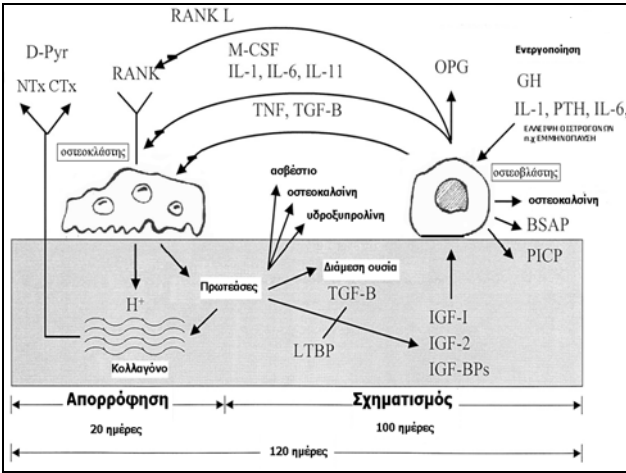 RANK L
D-Pyr
NTx CTx
RANK
M-CSF
IL-1, IL-6, IL-11
TNF, TGF-B
OPG
Ενεργοποίηση
GH
IL-1, PTH, IL-6,
ΕΛΛΕΙΨΗ ΟΙΣΤΡΟΓΟΝΩΝ
π.χ ΕΜΜΗΝΟΠΑΥΣΗ
οστεοκλάστης
οστεοβλάστης
ασβέστιο
οστεοκαλσίνη
υδροξυπρολίνη
οστεοκαλσίνη
BSAP
PICP
H+
Πρωτεάσες
Διάμεση ουσία
TGF-B
LTBP
IGF-I
IGF-2
IGF-BPs
Κολλαγόνο
Απορρόφηση
Σχηματισμός
20 ημέρες
100 ημέρες
120 ημέρες